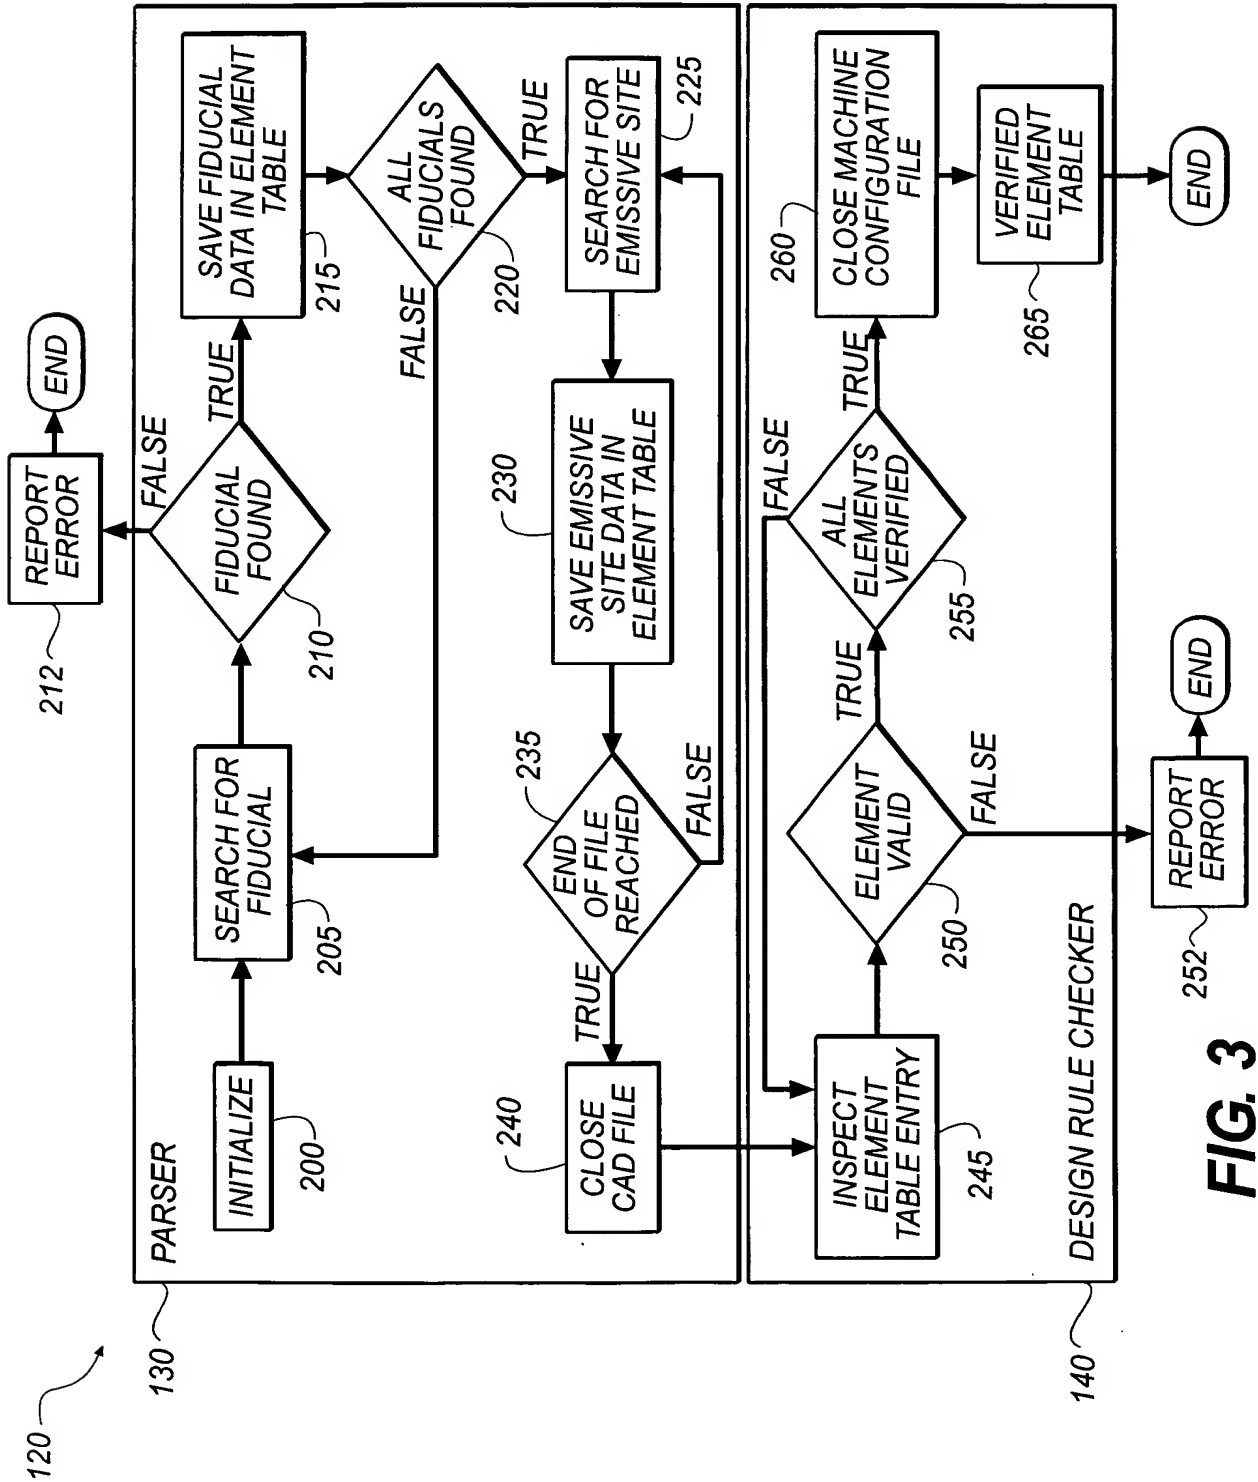 120
130
PARSER
INITIALIZE
200
SEARCH FOR
FIDUCIAL
205
FIDUCIAL
FOUND
210
FALSE
REPORT
ERROR
212
END
TRUE
SAVE FIDUCIAL
DATA IN ELEMENT
TABLE
215
ALL
FIDUCIALS
FOUND
220
FALSE
TRUE
SEARCH FOR
EMISSIVE SITE
225
SAVE EMISSIVE
SITE DATA IN
ELEMENT TABLE
230
END
OF FILE
REACHED
235
FALSE
TRUE
CLOSE
CAD FILE
240
INSPECT
ELEMENT
TABLE ENTRY
245
ELEMENT
VALID
250
FALSE
REPORT
ERROR
252
END
TRUE
ALL
ELEMENTS
VERIFIED
255
FALSE
TRUE
CLOSE MACHINE
CONFIGURATION
FILE
260
VERIFIED
ELEMENT
TABLE
265
END
DESIGN RULE CHECKER
140
FIG. 3